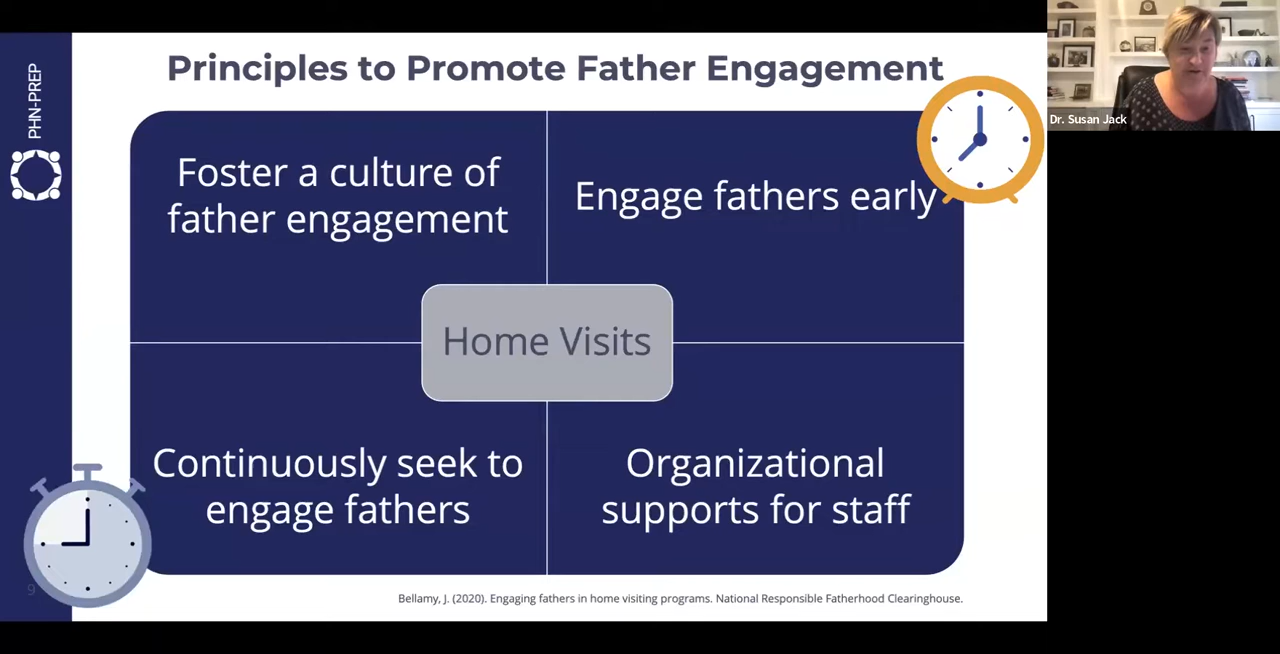 PHN-PREP
Principles to Promote Father Engagement
Dr. Susan Jack
Foster a culture of
father engagement
Engage fathers early
Home Visits
Continuously seek to
engage fathers
Organizational
supports for staff
9
Bellamy, J. (2020). Engaging fathers in home visiting programs. National Responsible Fatherhood Clearinghouse.